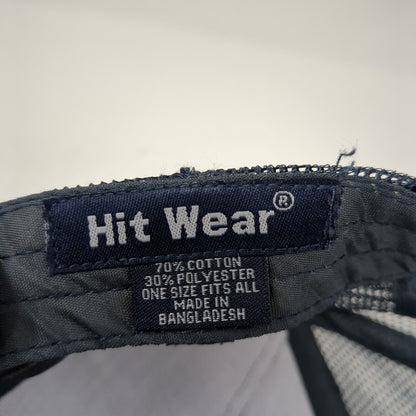 Hit Wear®
70% COTTON
30% POLYESTER
ONE SIZE FITS ALL
MADE IN
BANGLADESH